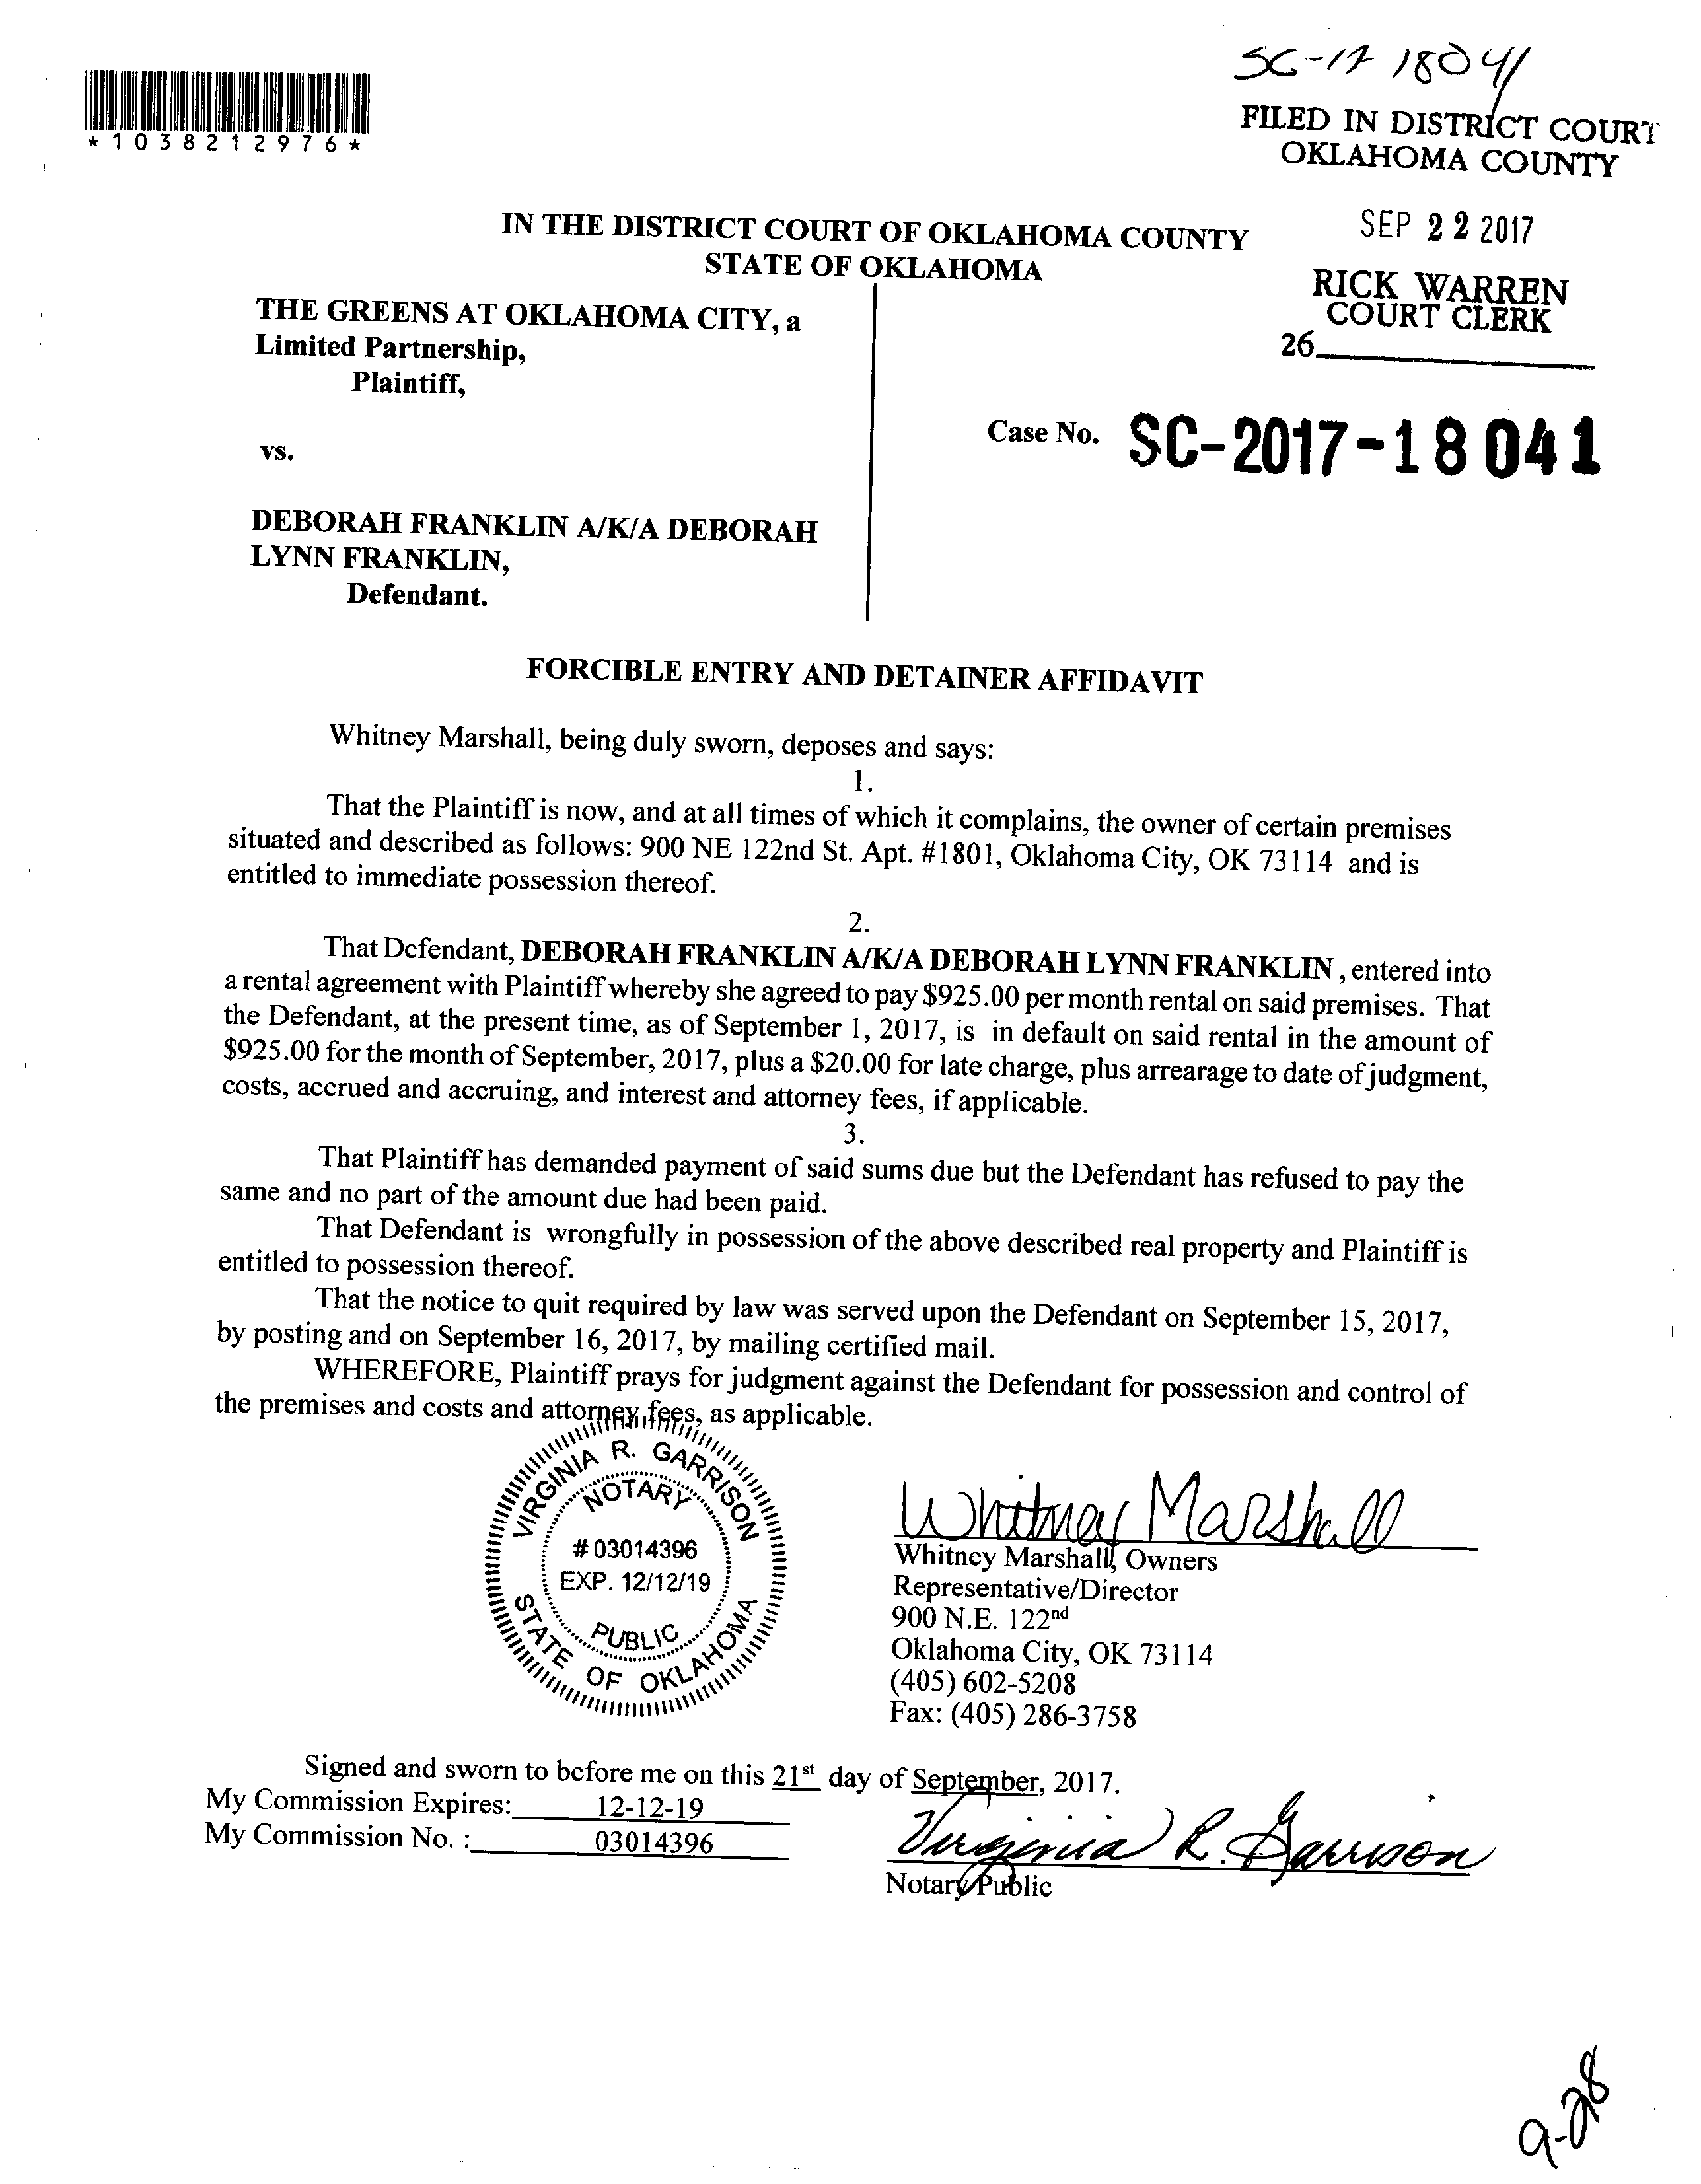 SC-17 18041
*1038212976*
FILED IN DISTRICT COURT
OKLAHOMA COUNTY
SEP 22 2017
RICK WARREN
COURT CLERK
26
IN THE DISTRICT COURT OF OKLAHOMA COUNTY
STATE OF OKLAHOMA
THE GREENS AT OKLAHOMA CITY, a
Limited Partnership,
Plaintiff,
vs.
Case No. SC-2017-18041
DEBORAH FRANKLIN A/K/A DEBORAH
LYNN FRANKLIN,
Defendant.
FORCIBLE ENTRY AND DETAINER AFFIDAVIT
Whitney Marshall, being duly sworn, deposes and says:
1.
That the Plaintiff is now, and at all times of which it complains, the owner of certain premises
situated and described as follows: 900 NE 122nd St. Apt. #1801, Oklahoma City, OK 73114 and is
entitled to immediate possession thereof.
2.
That Defendant, DEBORAH FRANKLIN A/K/A DEBORAH LYNN FRANKLIN , entered into
a rental agreement with Plaintiff whereby she agreed to pay $925.00 per month rental on said premises. That
the Defendant, at the present time, as of September 1, 2017, is in default on said rental in the amount of
$925.00 for the month of September, 2017, plus a $20.00 for late charge, plus arrearage to date of judgment,
costs, accrued and accruing, and interest and attorney fees, if applicable.
3.
That Plaintiff has demanded payment of said sums due but the Defendant has refused to pay the
same and no part of the amount due had been paid.
That Defendant is wrongfully in possession of the above described real property and Plaintiff is
entitled to possession thereof.
That the notice to quit required by law was served upon the Defendant on September 15, 2017,
by posting and on September 16, 2017, by mailing certified mail.
WHEREFORE, Plaintiff prays for judgment against the Defendant for possession and control of
the premises and costs and attorney fees, as applicable.
VIRGINIA R. GARRISON
NOTARY
# 03014396
EXP. 12/12/19
PUBLIC
STATE OF OKLAHOMA
Whitney Marshall
Whitney Marshall, Owners
Representative/Director
900 N.E. 122nd
Oklahoma City, OK 73114
(405) 602-5208
Fax: (405) 286-3758
Signed and sworn to before me on this 21st day of September, 2017.
My Commission Expires: 12-12-19
My Commission No. : 03014396
Virginia R. Garrison
Notary Public
9-28